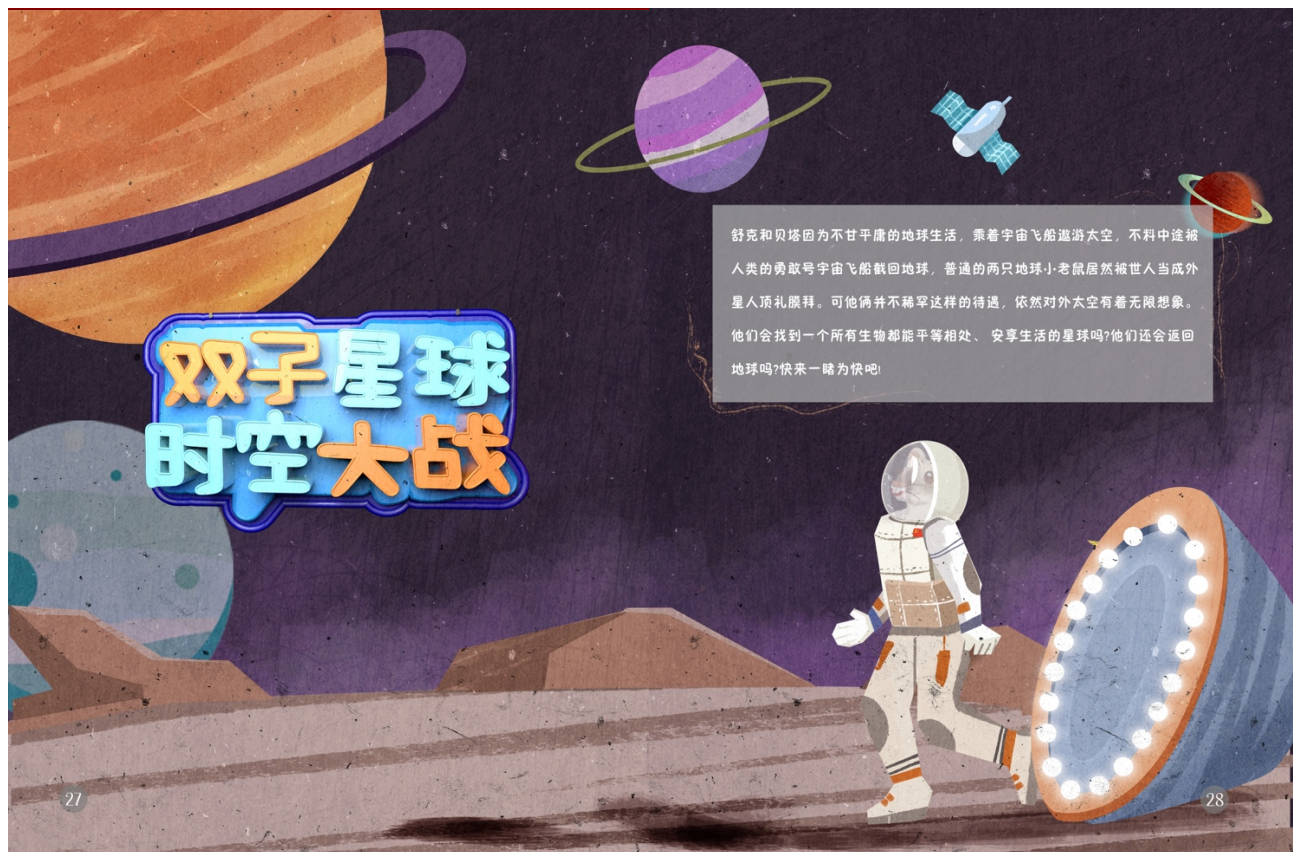 双子星球
时空大战
舒克和贝塔因为不甘平庸的地球生活，乘着宇宙飞船遨游太空，不料中途被
人类的勇敢号宇宙飞船截回地球，普通的两只地球小老鼠居然被世人当成外
星人顶礼膜拜。可他俩并不稀罕这样的待遇，依然对外太空有着无限想象。
他们会找到一个所有生物都能平等相处、 安享生活的星球吗?他们还会返回
地球吗?快来一睹为快吧!
27
28